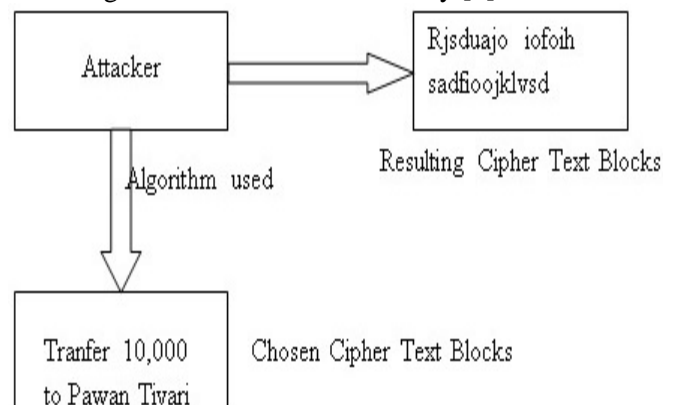 Attacker
Rjsduajo iofoih
sadfioojklvsd
Resulting Cipher Text Blocks
Algorithm used
Tranfer 10,000
to Pawan Tivari
Chosen Cipher Text Blocks